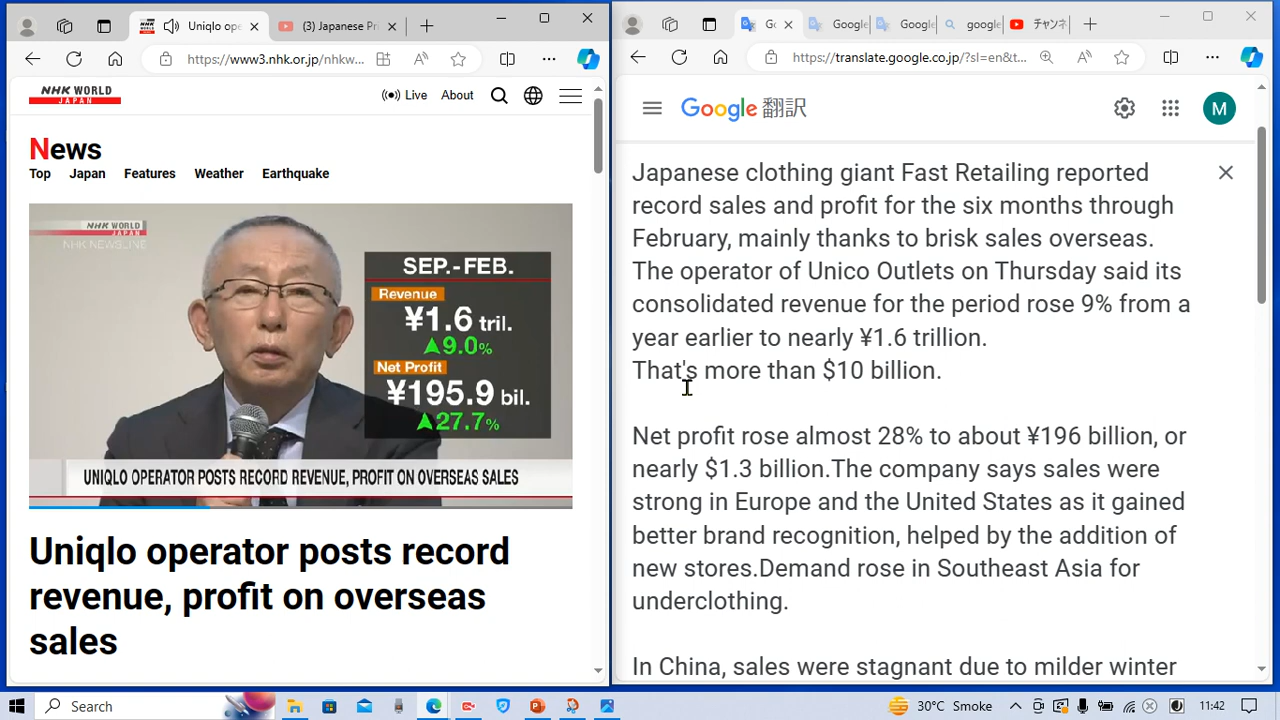 Uniqlo ope
(3) Japanese Pr
https://www3.nhk.or.jp/nhkw...
NHK WORLD
JAPAN
Live
About
News
Top
Japan
Features
Weather
Earthquake
NHK WORLD
JAPAN
NHK NEWSLINE
SEP.-FEB.
Revenue
¥1.6 tril.
▲9.0%
Net Profit
¥195.9 bil.
▲27.7%
UNIQLO OPERATOR POSTS RECORD REVENUE, PROFIT ON OVERSEAS SALES
Uniqlo operator posts record
revenue, profit on overseas
sales
Go
Google
Google
google
チャンネ
https://translate.google.co.jp/?sl=en&t...
Google 翻訳
M
Japanese clothing giant Fast Retailing reported
record sales and profit for the six months through
February, mainly thanks to brisk sales overseas.
The operator of Unico Outlets on Thursday said its
consolidated revenue for the period rose 9% from a
year earlier to nearly ¥1.6 trillion.
That's more than $10 billion.
Net profit rose almost 28% to about ¥196 billion, or
nearly $1.3 billion.The company says sales were
strong in Europe and the United States as it gained
better brand recognition, helped by the addition of
new stores.Demand rose in Southeast Asia for
underclothing.
In China, sales were stagnant due to milder winter
Search
30°C Smoke
11:42